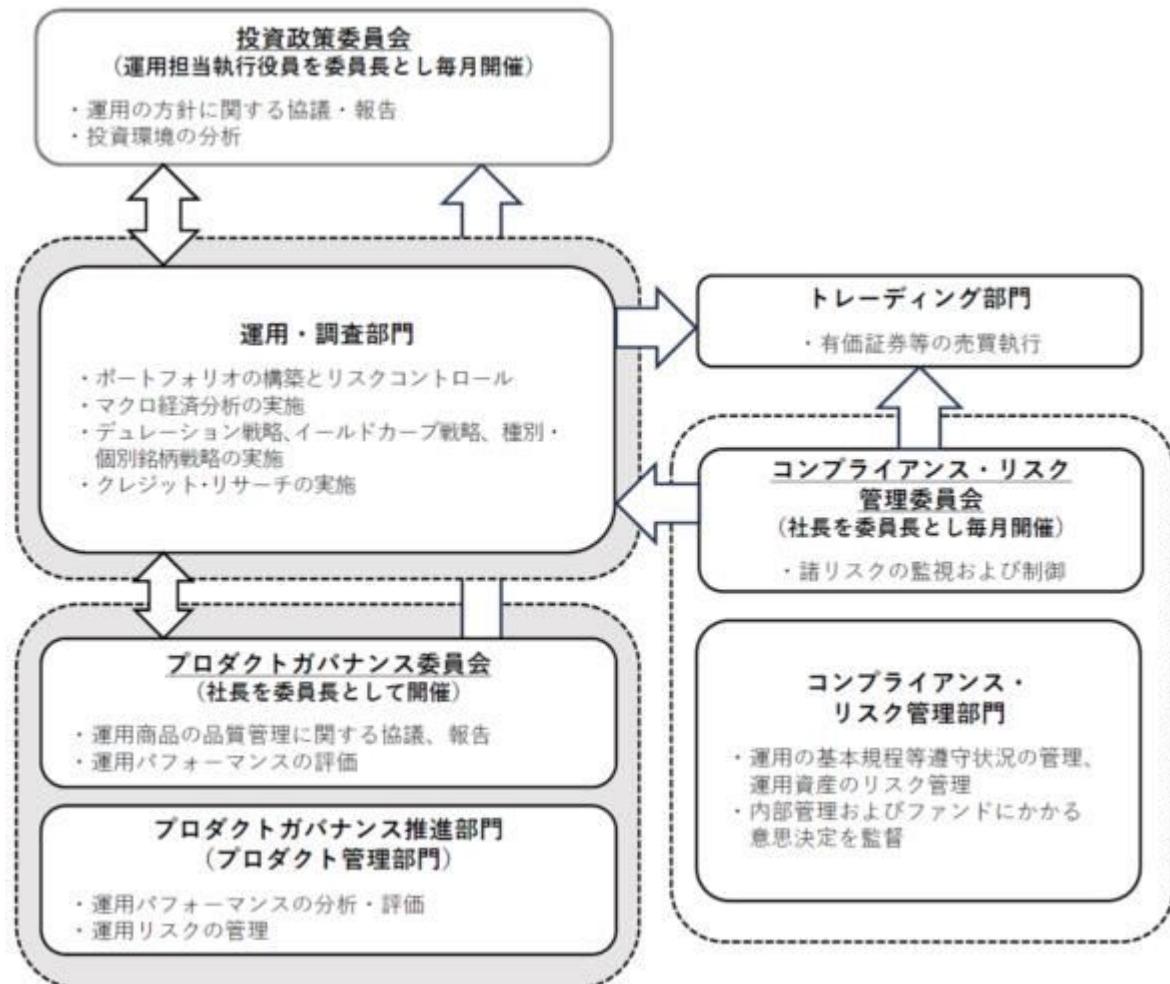 投資政策委員会
(運用担当執行役員を委員長とし毎月開催)
・運用の方針に関する協議・報告
・投資環境の分析
運用・調査部門
・ポートフォリオの構築とリスクコントロール
・マクロ経済分析の実施
・デュレーション戦略、イールドカーブ戦略、種別・
個別銘柄戦略の実施
・クレジット・リサーチの実施
トレーディング部門
・有価証券等の売買執行
コンプライアンス・リスク
管理委員会
(社長を委員長とし毎月開催)
・諸リスクの監視および制御
プロダクトガバナンス委員会
(社長を委員長として開催)
・運用商品の品質管理に関する協議、報告
・運用パフォーマンスの評価
プロダクトガバナンス推進部門
(プロダクト管理部門)
・運用パフォーマンスの分析・評価
・運用リスクの管理
コンプライアンス・
リスク管理部門
・運用の基本規程等遵守状況の管理、
運用資産のリスク管理
・内部管理およびファンドにかかる
意思決定を監督